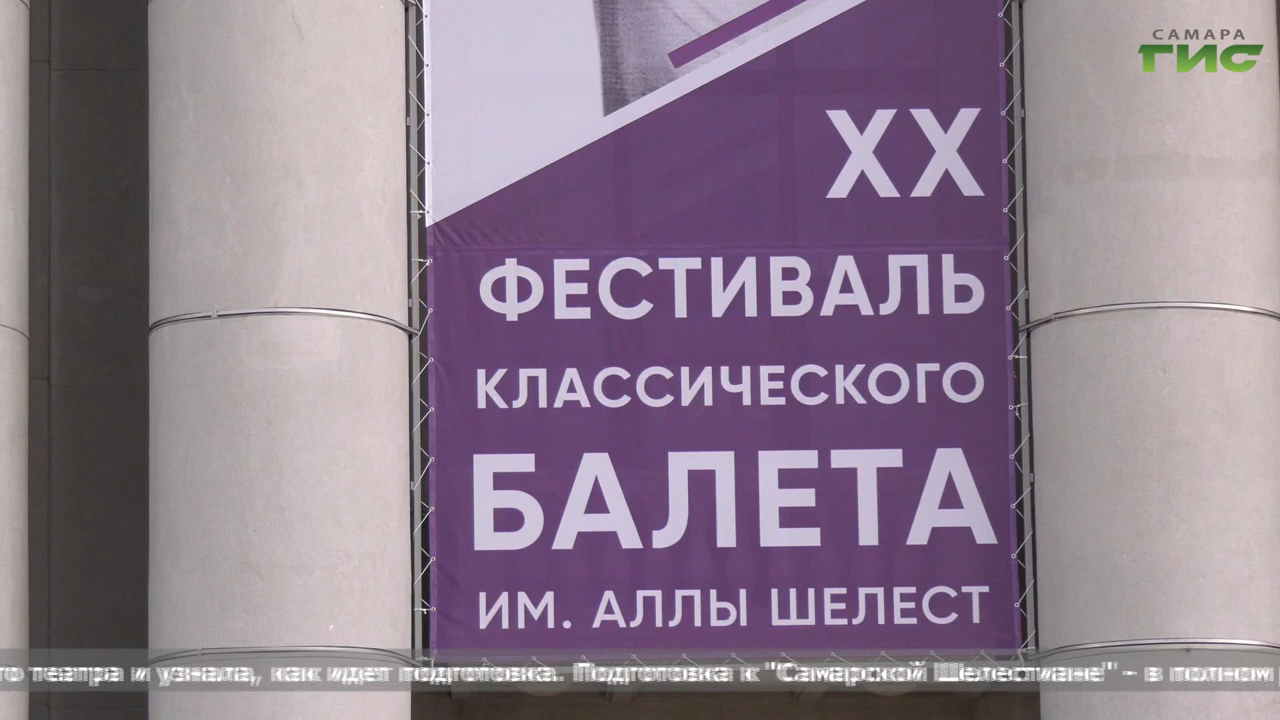 САМАРА
ГИС
XX
ФЕСТИВАЛЬ
КЛАССИЧЕСКОГО
БАЛЕТА
ИМ. АЛЛЫ ШЕЛЕСТ
театра и узнала, как идет подготовка. Подготовка к "Самарской Шелестиане" - в полном